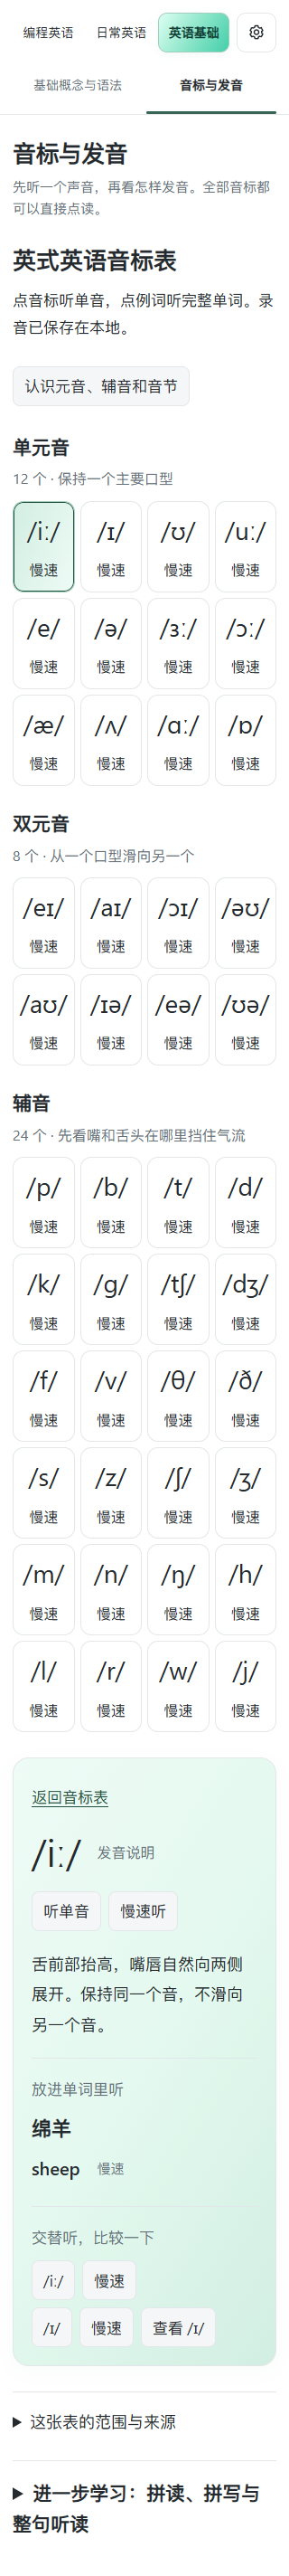 编程英语 日常英语 英语基础
基础概念与语法 音标与发音
音标与发音
先听一个声音，再看怎样发音。全部音标都
可以直接点读。
英式英语音标表
点音标听单音，点例词听完整单词。录
音已保存在本地。
认识元音、辅音和音节
单元音
12 个 · 保持一个主要口型
/iː/ /ɪ/ /ʊ/ /uː/
慢速 慢速 慢速 慢速
/e/ /ə/ /ɜː/ /ɔː/
慢速 慢速 慢速 慢速
/æ/ /ʌ/ /ɑː/ /ɒ/
慢速 慢速 慢速 慢速
双元音
8 个 · 从一个口型滑向另一个
/eɪ/ /aɪ/ /ɔɪ/ /əʊ/
慢速 慢速 慢速 慢速
/aʊ/ /ɪə/ /eə/ /ʊə/
慢速 慢速 慢速 慢速
辅音
24 个 · 先看嘴和舌头在哪里挡住气流
/p/ /b/ /t/ /d/
慢速 慢速 慢速 慢速
/k/ /ɡ/ /tʃ/ /dʒ/
慢速 慢速 慢速 慢速
/f/ /v/ /θ/ /ð/
慢速 慢速 慢速 慢速
/s/ /z/ /ʃ/ /ʒ/
慢速 慢速 慢速 慢速
/m/ /n/ /ŋ/ /h/
慢速 慢速 慢速 慢速
/l/ /r/ /w/ /j/
慢速 慢速 慢速 慢速
返回音标表
/iː/ 发音说明
听单音 慢速听
舌前部抬高，嘴唇自然向两侧
展开。保持同一个音，不滑向
另一个音。
放进单词里听
绵羊
sheep 慢速
交替听，比较一下
/iː/ 慢速
/ɪ/ 慢速 查看 /ɪ/
这张表的范围与来源
进一步学习：拼读、拼写与
整句听读